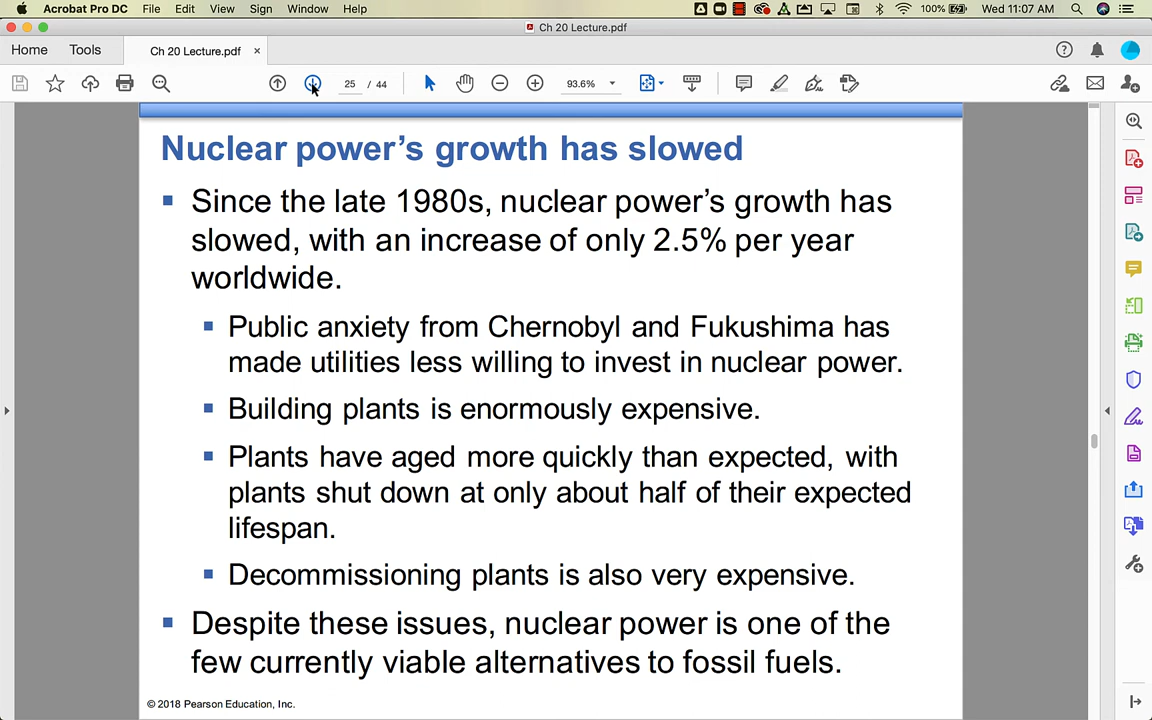 Acrobat Pro DC File Edit View Sign Window Help 100% Wed 11:07 AM
Ch 20 Lecture.pdf
Home Tools Ch 20 Lecture.pdf ×
25 / 44 93.6%
Nuclear power’s growth has slowed
Since the late 1980s, nuclear power’s growth has
slowed, with an increase of only 2.5% per year
worldwide.
Public anxiety from Chernobyl and Fukushima has
made utilities less willing to invest in nuclear power.
Building plants is enormously expensive.
Plants have aged more quickly than expected, with
plants shut down at only about half of their expected
lifespan.
Decommissioning plants is also very expensive.
Despite these issues, nuclear power is one of the
few currently viable alternatives to fossil fuels.
© 2018 Pearson Education, Inc.